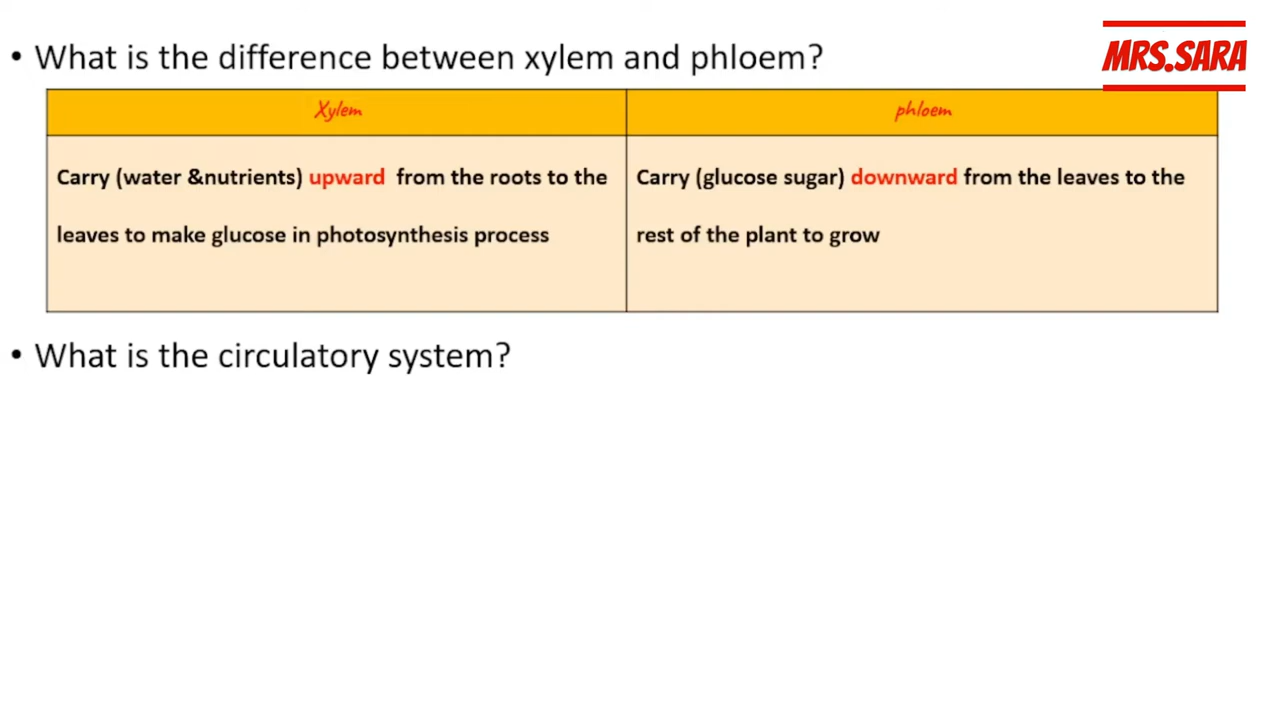 MRS.SARA
• What is the difference between xylem and phloem?
Xylem
phloem
Carry (water &nutrients) upward from the roots to the
leaves to make glucose in photosynthesis process
Carry (glucose sugar) downward from the leaves to the
rest of the plant to grow
• What is the circulatory system?